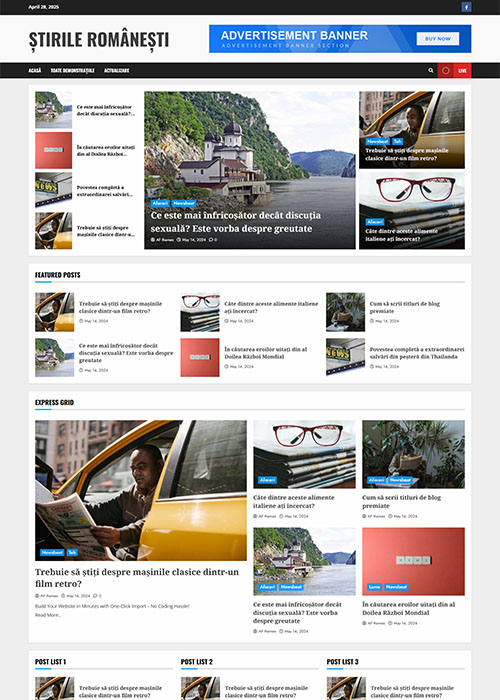 April 28, 2025
ȘTIRILE ROMÂNEȘTI
ADVERTISEMENT BANNER
ADVERTISEMENT BANNER SECTION
BUY NOW
ACASĂ
TOATE DEMONSTRAȚIILE
ACTUALIZARE
LIVE
Ce este mai înfricoșător
decât discuția sexuală?...
În căutarea eroilor uitați
din al Doilea Război...
Povestea completă a
extraordinarei salvări...
Trebuie să știți despre
mașinile clasice dintr-u...
Afaceri
Newsbeat
Ce este mai înfricoșător decât discuția
sexuală? Este vorba despre greutate
AF themes
May 14, 2024
0
Newsbeat
Teh
Trebuie să știți despre mașinile
clasice dintr-un film retro?
Afaceri
Câte dintre aceste alimente
italiene ați încercat?
FEATURED POSTS
Trebuie să știți despre mașinile
clasice dintr-un film retro?
May 14, 2024
Câte dintre aceste alimente italiene
ați încercat?
May 14, 2024
Cum să scrii titluri de blog
premiate
May 14, 2024
Ce este mai înfricoșător decât
discuția sexuală? Este vorba despre
greutate
May 14, 2024
În căutarea eroilor uitați din al
Doilea Război Mondial
May 14, 2024
NEWS
Povestea completă a extraordinarei
salvări din peșteră din Thailanda
May 14, 2024
EXPRESS GRID
Newsbeat
Teh
Trebuie să știți despre mașinile clasice dintr-un
film retro?
AF themes
May 14, 2024
0
Build Your Website in Minutes with One-Click Import – No Coding Hassle!
Read More..
Afaceri
Câte dintre aceste alimente
italiene ați încercat?
AF themes
May 14, 2024
Afaceri
Newsbeat
Cum să scrii titluri de blog
premiate
AF themes
May 14, 2024
Afaceri
Newsbeat
Ce este mai înfricoșător decât
discuția sexuală? Este vorba despre
greutate
AF themes
May 14, 2024
NEWS
Lume
Newsbeat
În căutarea eroilor uitați din al
Doilea Război Mondial
AF themes
May 14, 2024
POST LIST 1
Trebuie să știți despre mașinile
clasice dintr-un film retro?
POST LIST 2
Trebuie să știți despre mașinile
clasice dintr-un film retro?
POST LIST 3
Trebuie să știți despre mașinile
clasice dintr-un film retro?